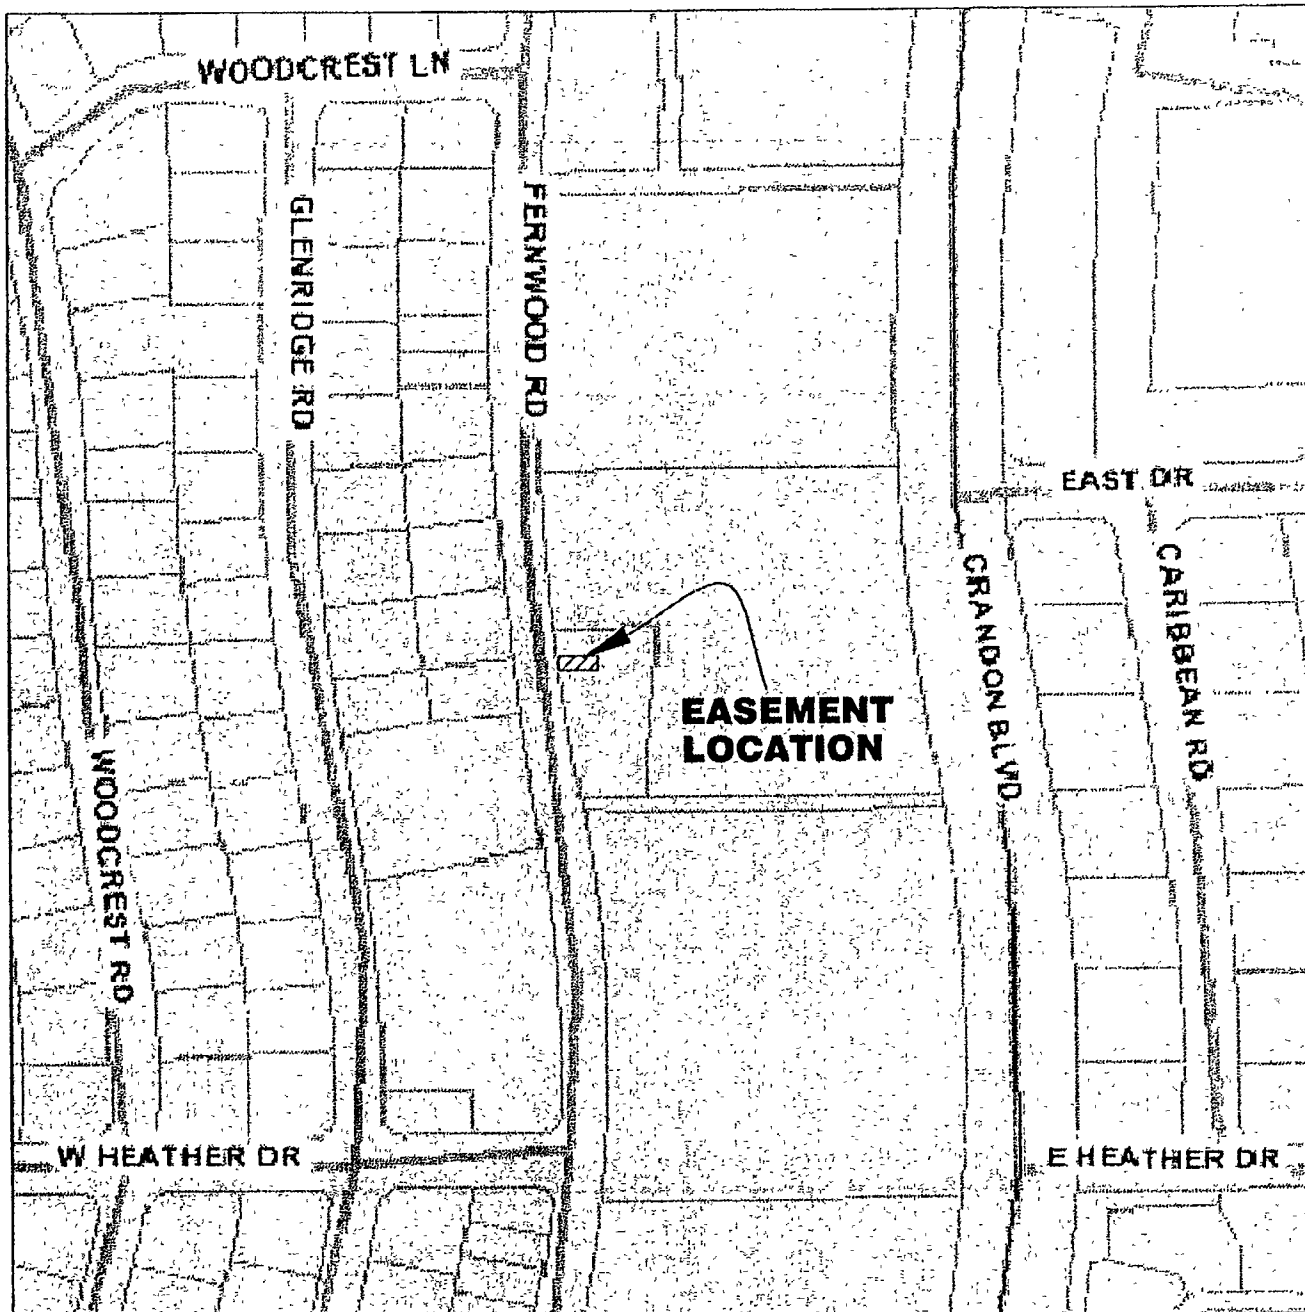 WOODCREST LN
GLENRIDGE RD
FERNWOOD RD
EAST DR
CRANDON BLVD
CARIBBEAN RD
EASEMENT
LOCATION
WOODCREST RD
W HEATHER DR
E HEATHER DR